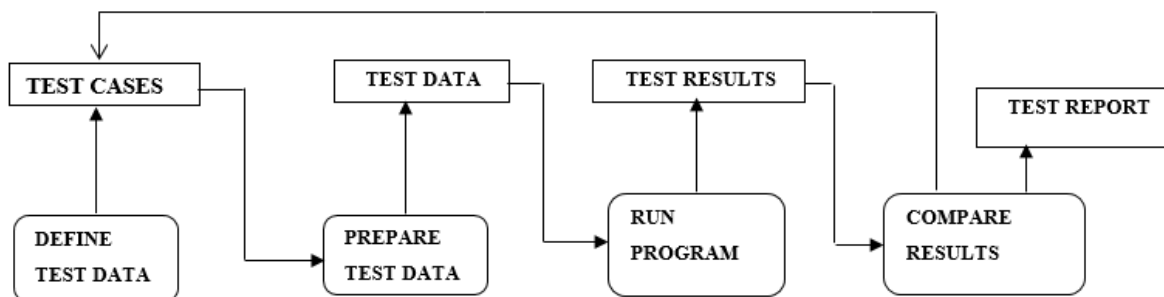 TEST CASES
TEST DATA
TEST RESULTS
TEST REPORT
DEFINE
TEST DATA
PREPARE
TEST DATA
RUN
PROGRAM
COMPARE
RESULTS